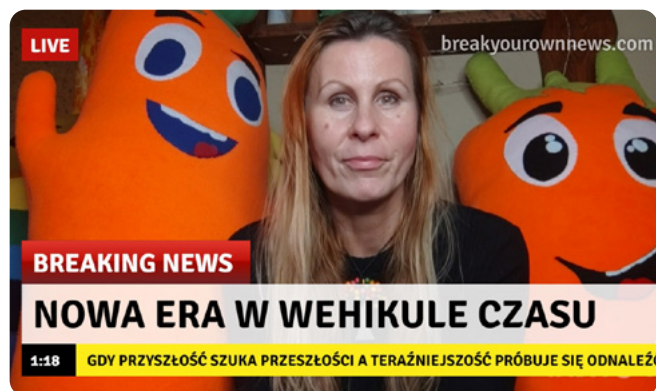 LIVE
breakyourownnews.com
BREAKING NEWS
NOWA ERA W WEHIKULE CZASU
1:18 GDY PRZYSZŁOŚĆ SZUKA PRZESZŁOŚCI A TERAŹNIEJSZOŚĆ PRÓBUJE SIĘ